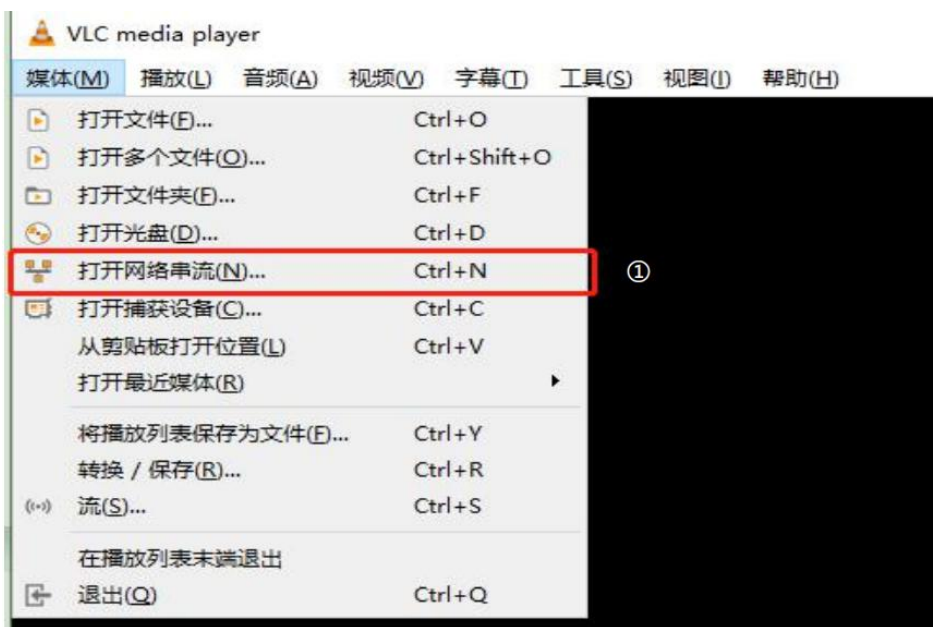 VLC media player
媒体(M) 播放(L) 音频(A) 视频(V) 字幕(T) 工具(S) 视图(I) 帮助(H)
打开文件(F)... Ctrl+O
打开多个文件(O)... Ctrl+Shift+O
打开文件夹(F)... Ctrl+F
打开光盘(D)... Ctrl+D
打开网络串流(N)... Ctrl+N ①
打开捕获设备(C)... Ctrl+C
从剪贴板打开位置(L) Ctrl+V
打开最近媒体(R)
将播放列表保存为文件(F)... Ctrl+Y
转换 / 保存(R)... Ctrl+R
流(S)... Ctrl+S
在播放列表末端退出
退出(Q) Ctrl+Q